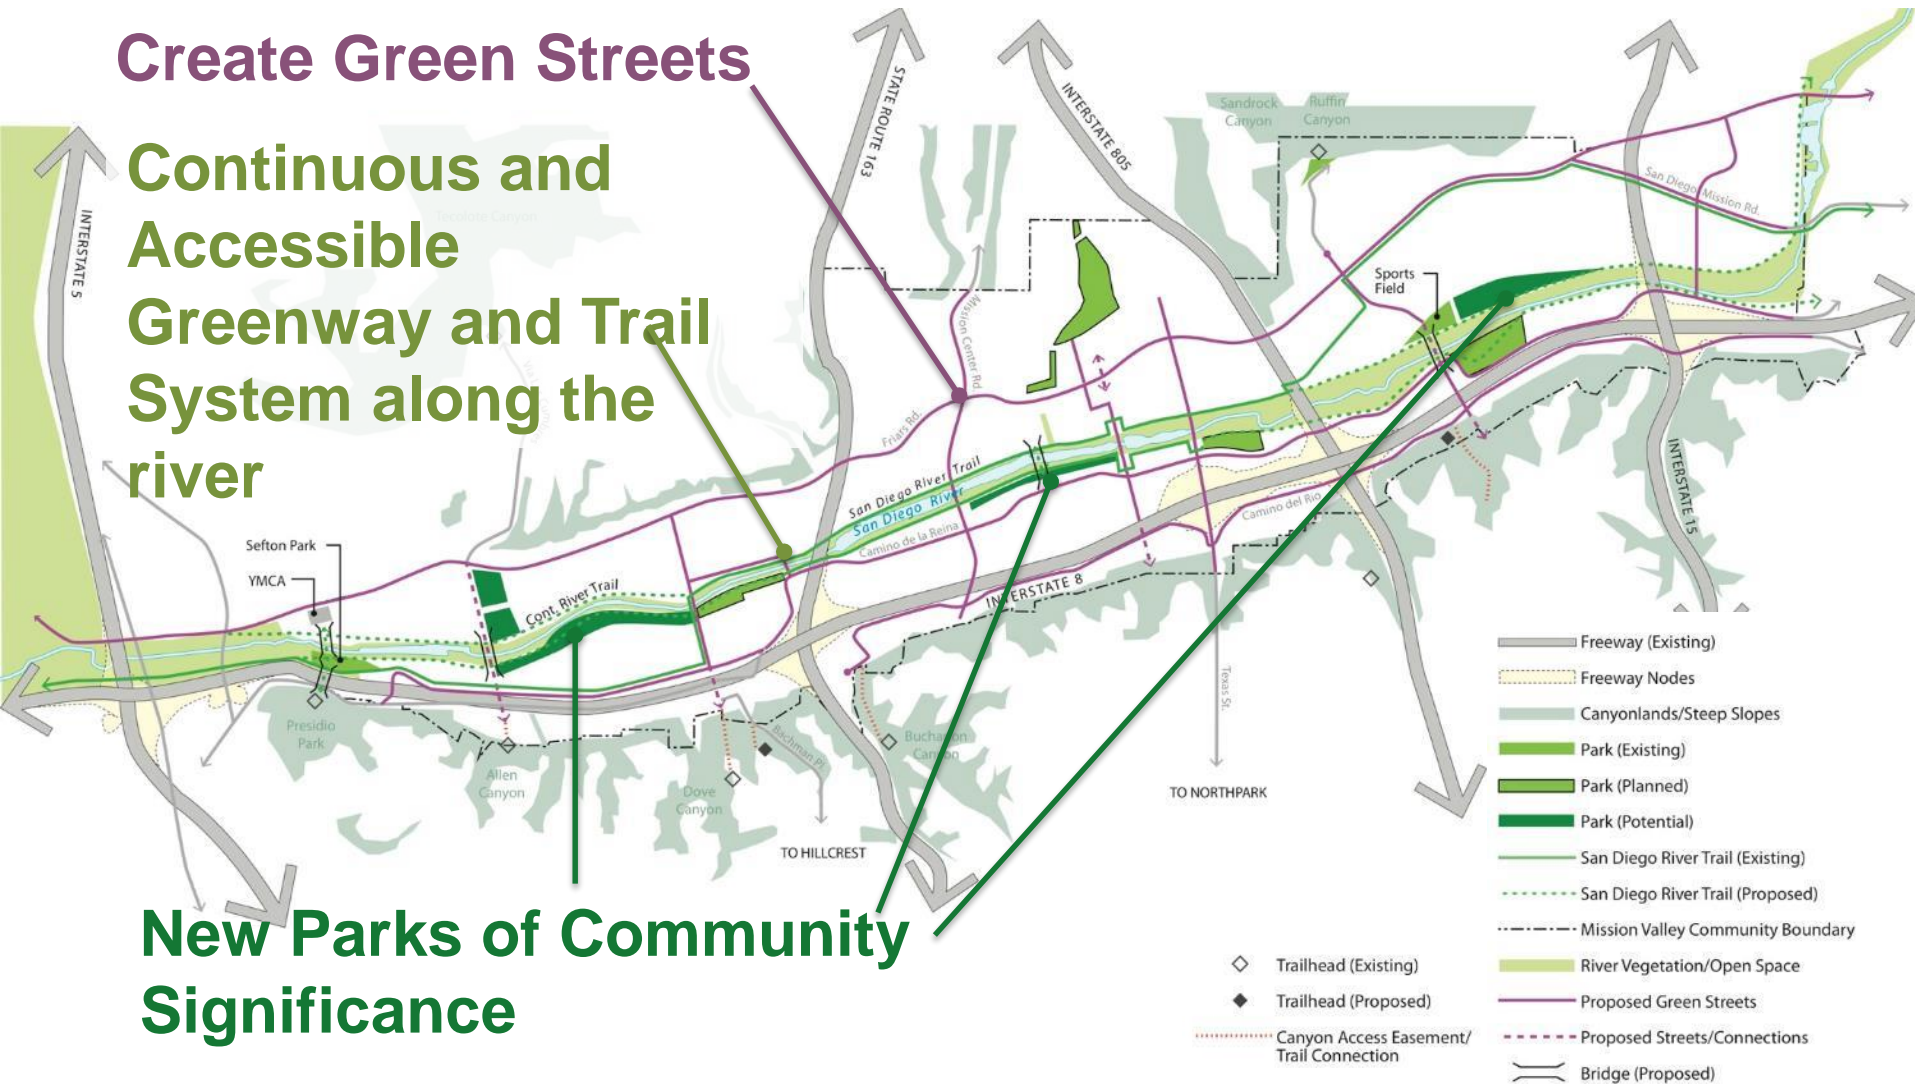 Create Green Streets
Continuous and
Accessible
Greenway and Trail
System along the
river
New Parks of Community
Significance
INTERSTATE 5
STATE ROUTE 163
INTERSTATE 805
Sandrock
Canyon
Ruffin
Canyon
San Diego Mission Rd.
Tecolote Canyon
Sports
Field
Mission Center Rd.
Friars Rd.
San Diego River Trail
San Diego River
Camino de la Reina
Camino del Rio
INTERSTATE 15
INTERSTATE 8
Sefton Park
YMCA
Cont. River Trail
Presidio
Park
Allen
Canyon
Dove
Canyon
Bachman Pl.
Buchanan
Canyon
Texas St.
TO HILLCREST
TO NORTHPARK
Freeway (Existing)
Freeway Nodes
Canyonlands/Steep Slopes
Park (Existing)
Park (Planned)
Park (Potential)
San Diego River Trail (Existing)
San Diego River Trail (Proposed)
Mission Valley Community Boundary
River Vegetation/Open Space
Proposed Green Streets
Proposed Streets/Connections
Bridge (Proposed)
Trailhead (Existing)
Trailhead (Proposed)
Canyon Access Easement/
Trail Connection